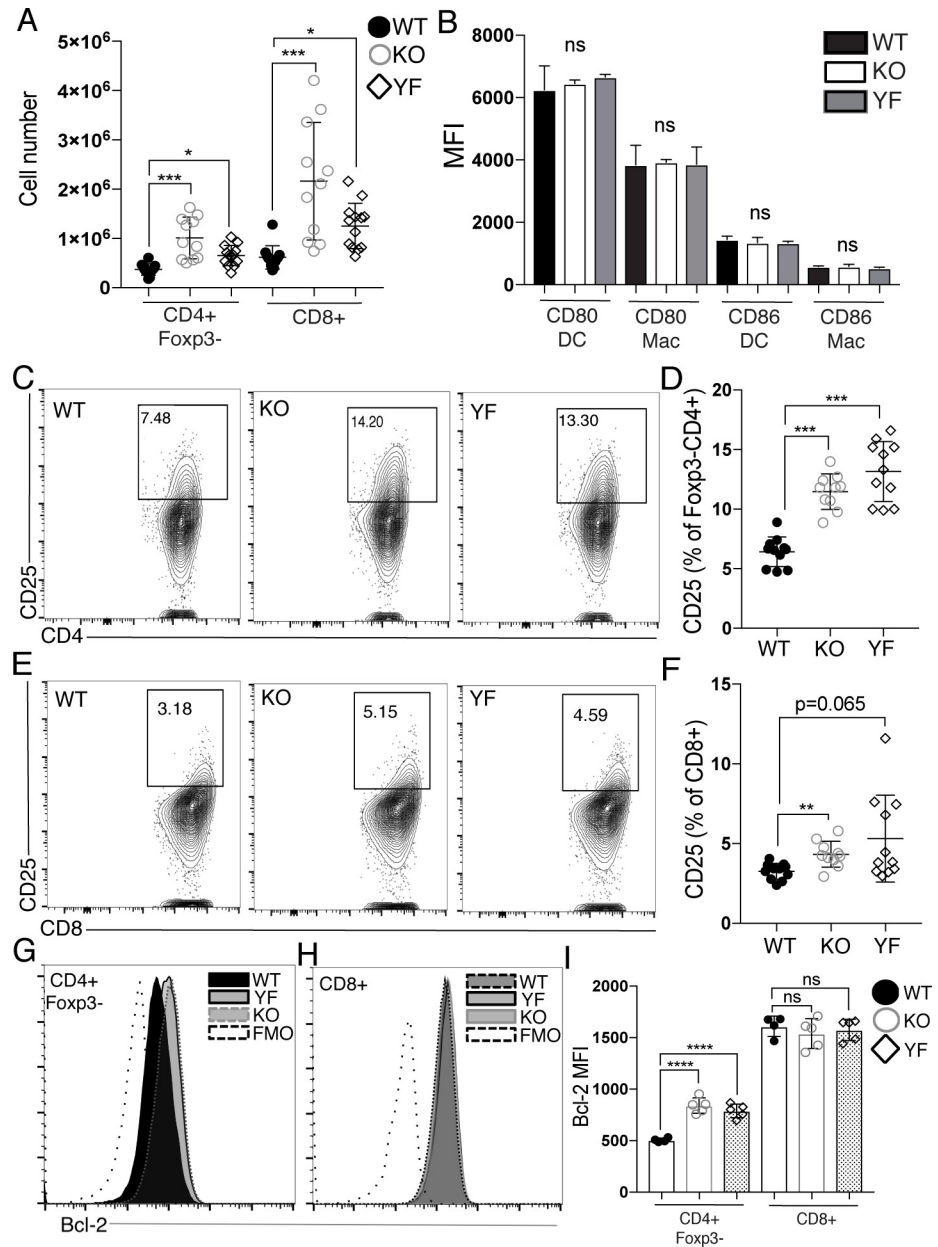 A
WT
KO
YF
Cell number
5×10⁶
4×10⁶
3×10⁶
2×10⁶
1×10⁶
0
***
*
***
*
CD4+
Foxp3-
CD8+
B
WT
KO
YF
MFI
8000
6000
4000
2000
0
ns
ns
ns
ns
CD80
DC
CD80
Mac
CD86
DC
CD86
Mac
C
WT
7.48
KO
14.20
YF
13.30
CD25
CD4
D
CD25 (% of Foxp3-CD4+)
20
15
10
5
0
***
***
WT
KO
YF
E
WT
3.18
KO
5.15
YF
4.59
CD25
CD8
F
CD25 (% of CD8+)
15
10
5
0
p=0.065
**
WT
KO
YF
G
CD4+
Foxp3-
WT
YF
KO
FMO
H
CD8+
WT
YF
KO
FMO
Bcl-2
I
WT
KO
YF
Bcl-2 MFI
2000
1500
1000
500
0
****
****
ns
ns
CD4+
Foxp3-
CD8+